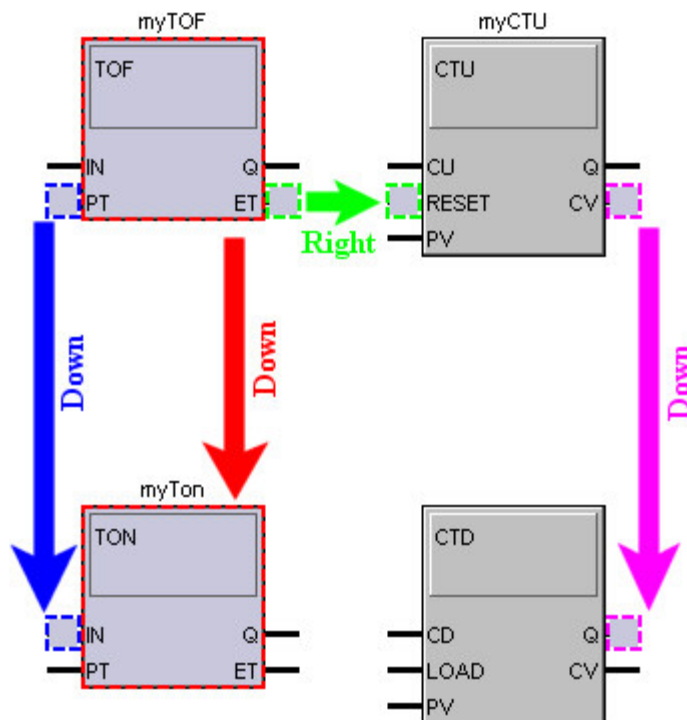 myTOF
myCTU
TOF
CTU
IN
Q
CU
Q
PT
ET
RESET
CV
PV
Right
Down
Down
Down
myTon
TON
CTD
IN
Q
CD
Q
PT
ET
LOAD
CV
PV